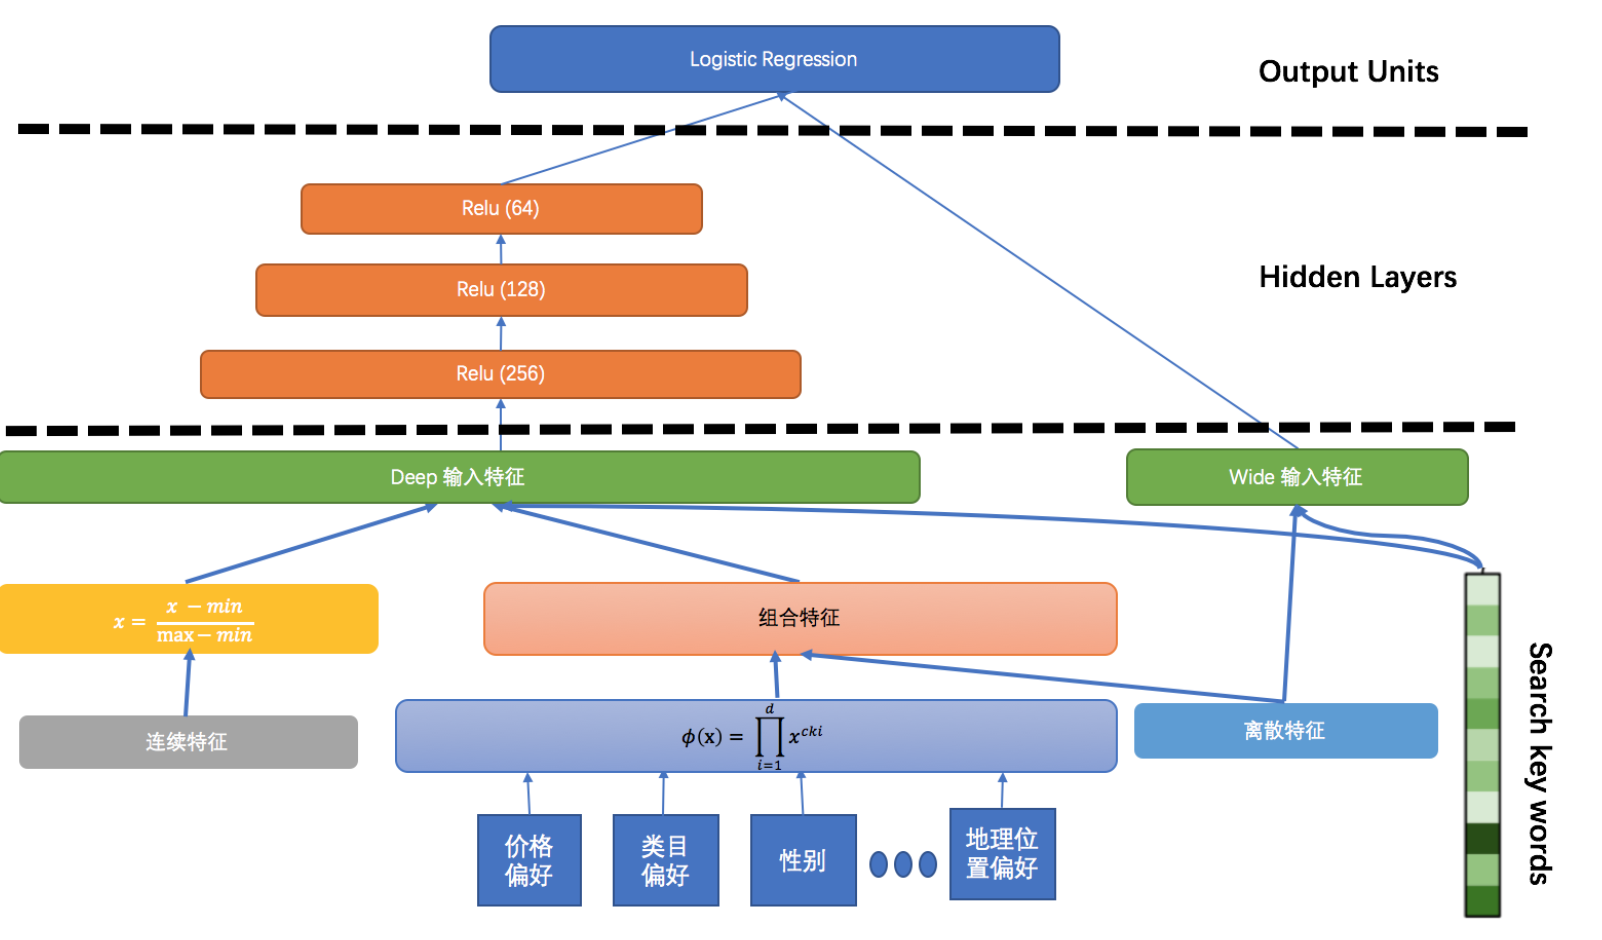 Logistic Regression
Output Units
Relu (64)
Relu (128)
Hidden Layers
Relu (256)
Deep 输入特征
Wide 输入特征
x = \frac{x - min}{max - min}
组合特征
连续特征
ϕ(x) = \prod_{i=1}^{d} x^{cki}
离散特征
价格
偏好
类目
偏好
性别
地理位
置偏好
Search key words